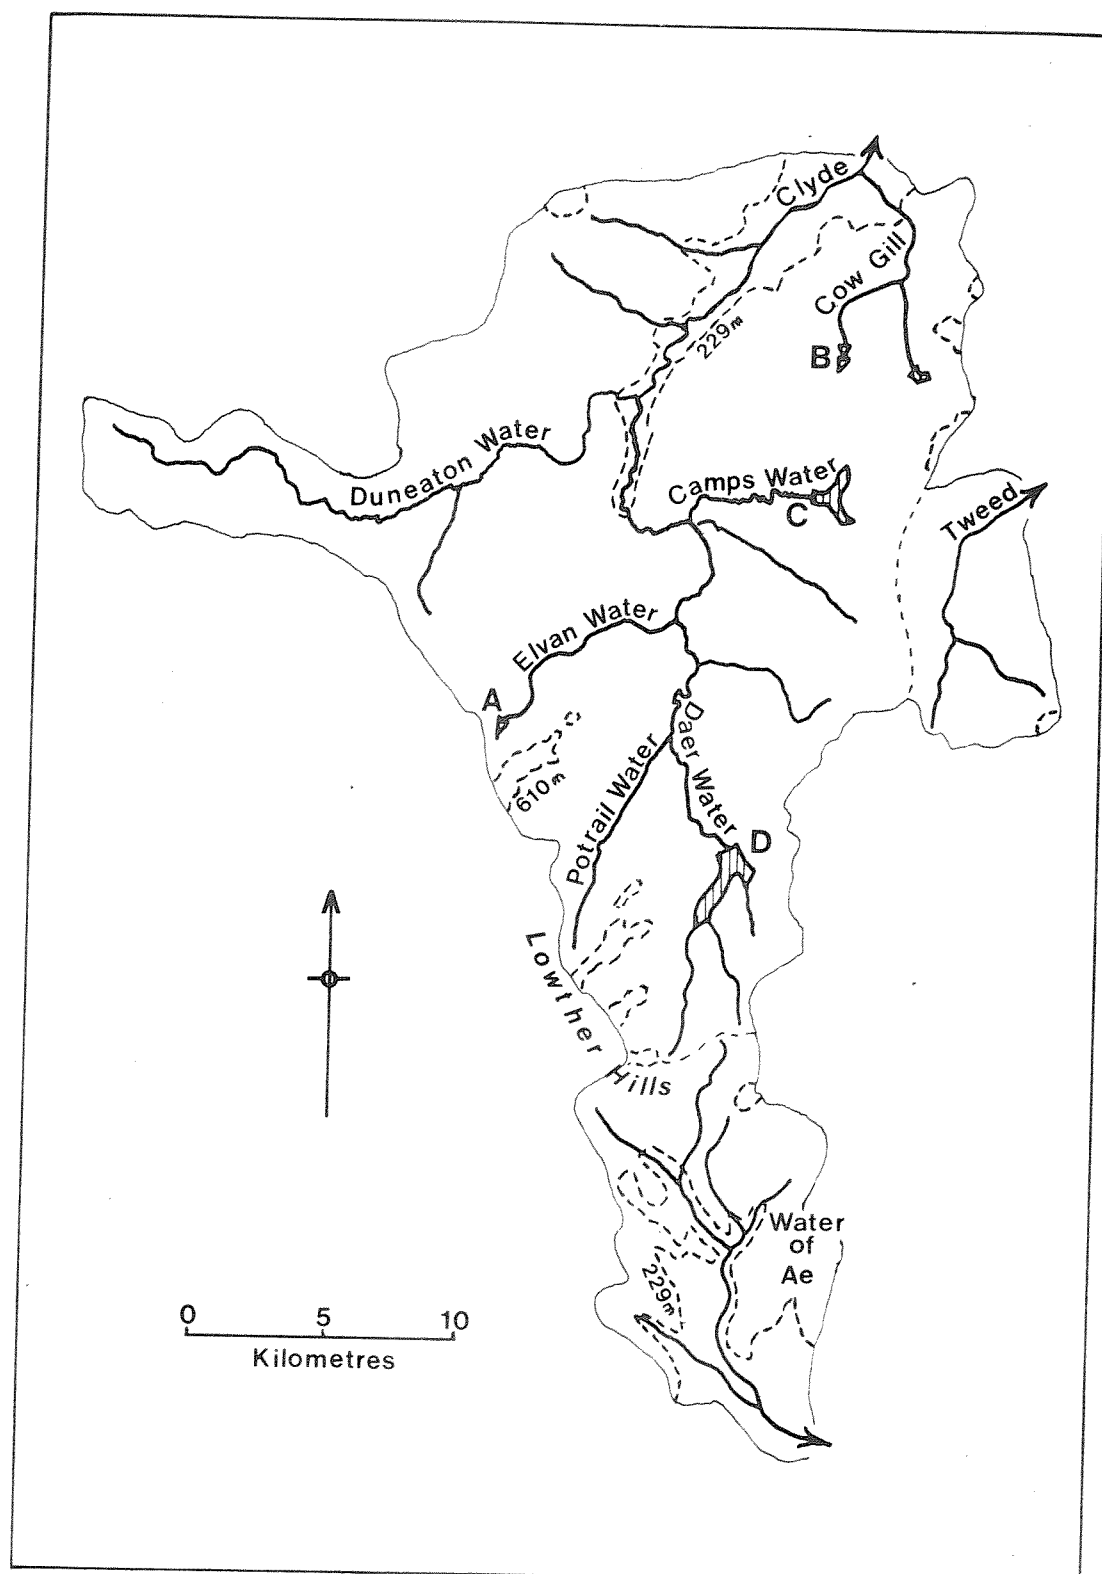 Clyde
Cow Gill
229m
B
Duneaton Water
Camps Water
C
Tweed
Elvan Water
A
Daer Water
610m
Potrail Water
D
Lowther
Hills
Water
of
Ae
229m
0 5 10
Kilometres